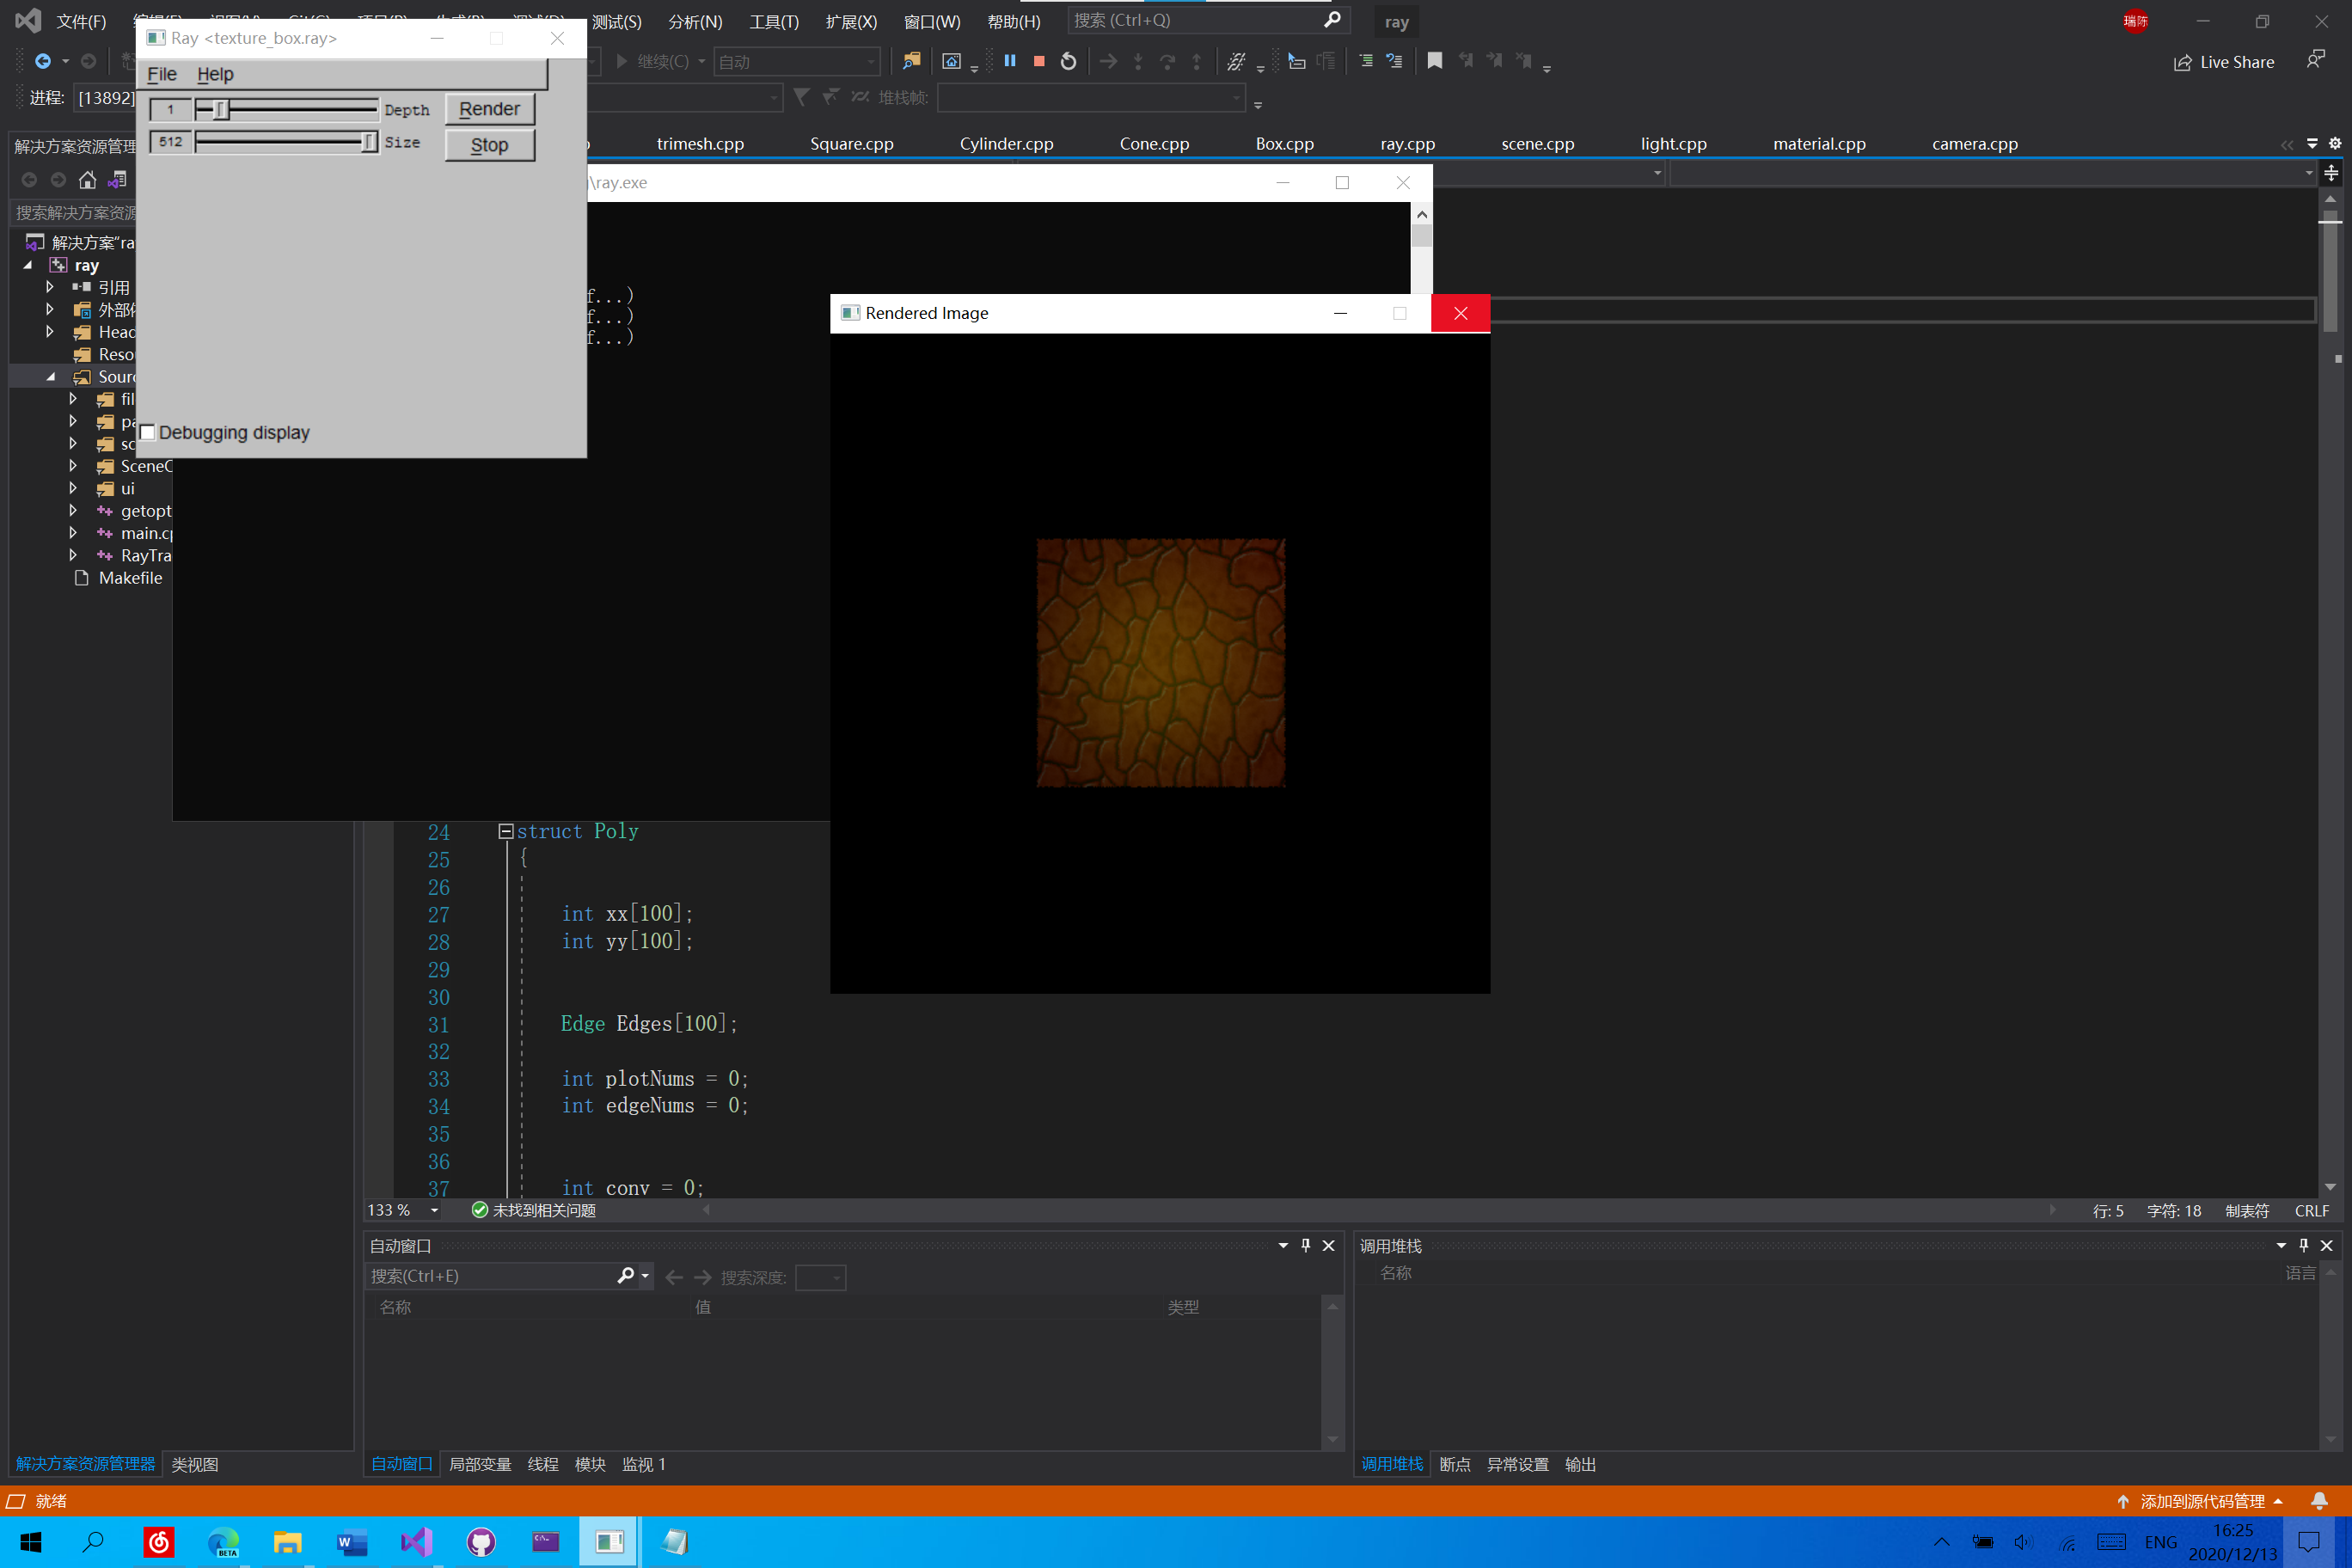 文件(F) 测试(S) 分析(N) 工具(T) 扩展(X) 窗口(W) 帮助(H) 搜索 (Ctrl+Q) ray 瑞陈
Ray <texture_box.ray>
File Help
1 Depth Render
512 Size Stop
Debugging display
继续(C) 自动 Live Share
进程: [13892] 堆栈帧:
trimesh.cpp Square.cpp Cylinder.cpp Cone.cpp Box.cpp ray.cpp scene.cpp light.cpp material.cpp camera.cpp
解决方案资源管理
搜索解决方案资源
解决方案"ra
ray
引用
外部
Head
Reso
Sourc
fil
pa
sc
SceneC
ui
getopt
main.cp
RayTra
Makefile
\ray.exe
f...)
f...)
f...)
Rendered Image
24 struct Poly
25 {
26
27 int xx[100];
28 int yy[100];
29
30
31 Edge Edges[100];
32
33 int plotNums = 0;
34 int edgeNums = 0;
35
36
37 int conv = 0;
133 % 未找到相关问题 行: 5 字符: 18 制表符 CRLF
自动窗口
搜索(Ctrl+E) 搜索深度:
名称 值 类型
调用堆栈
名称 语言
解决方案资源管理器 类视图
自动窗口 局部变量 线程 模块 监视 1
调用堆栈 断点 异常设置 输出
就绪 添加到源代码管理
BETA
ENG
16:25
2020/12/13